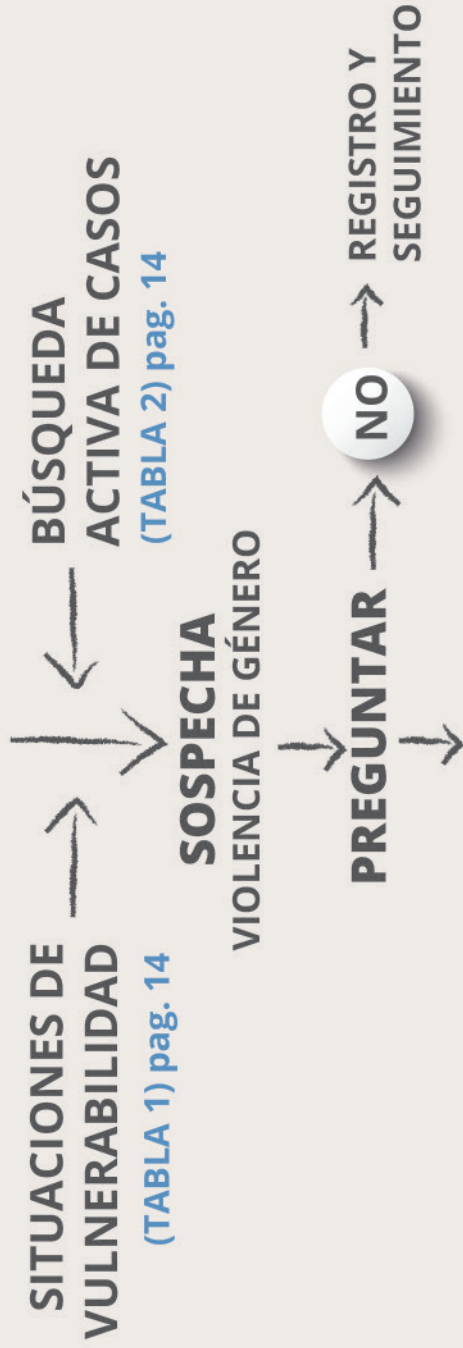 SITUACIONES DE
VULNERABILIDAD
(TABLA 1) pag. 14
BÚSQUEDA
ACTIVA DE CASOS
(TABLA 2) pag. 14
SOSPECHA
VIOLENCIA DE GÉNERO
PREGUNTAR
NO
REGISTRO Y
SEGUIMIENTO